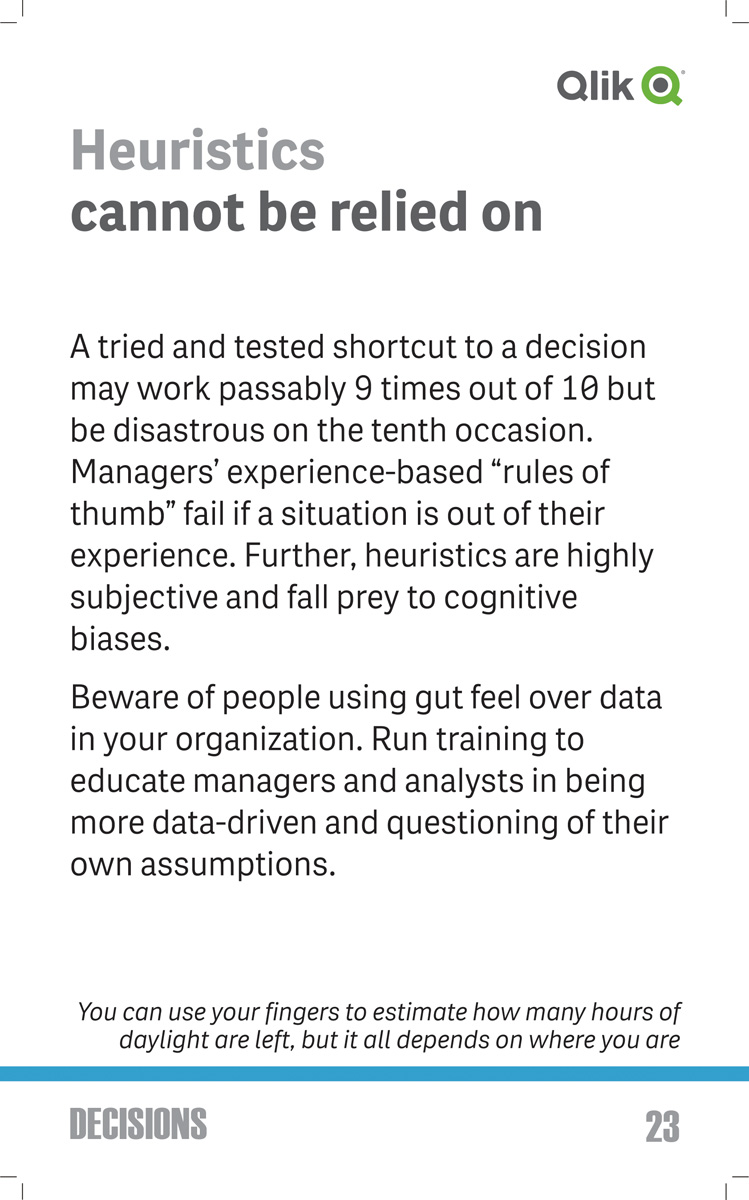 Qlik
Heuristics
cannot be relied on
A tried and tested shortcut to a decision
may work passably 9 times out of 10 but
be disastrous on the tenth occasion.
Managers’ experience-based “rules of
thumb” fail if a situation is out of their
experience. Further, heuristics are highly
subjective and fall prey to cognitive
biases.
Beware of people using gut feel over data
in your organization. Run training to
educate managers and analysts in being
more data-driven and questioning of their
own assumptions.
You can use your fingers to estimate how many hours of
daylight are left, but it all depends on where you are
DECISIONS 23